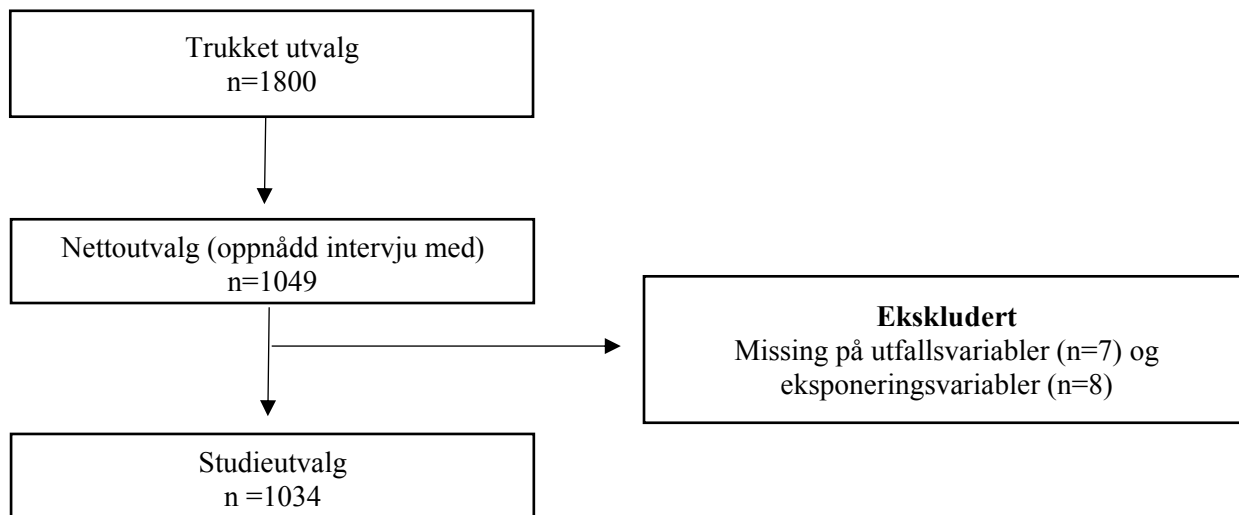 Trukket utvalg
n=1800
Nettoutvalg (oppnådd intervju med)
n=1049
Ekskludert
Missing på utfallsvariabler (n=7) og
eksponeringsvariabler (n=8)
Studieutvalg
n =1034